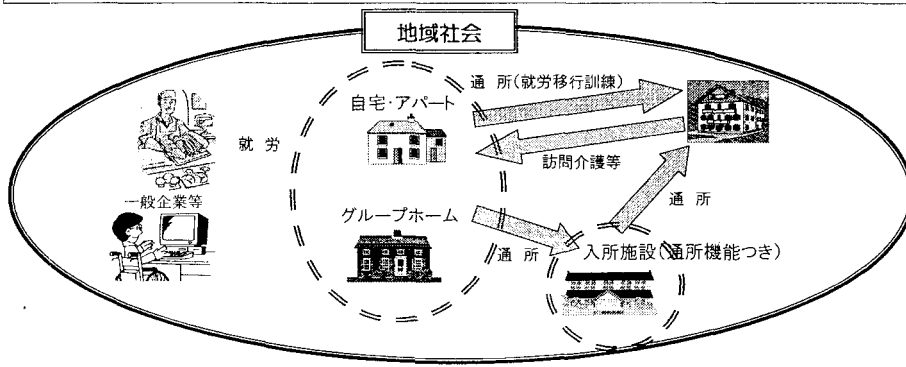 地域社会
通 所(就労移行訓練)
自宅・アパート
就 労
訪問介護等
通 所
一般企業等
グループホーム
通 所
入所施設(通所機能つき)